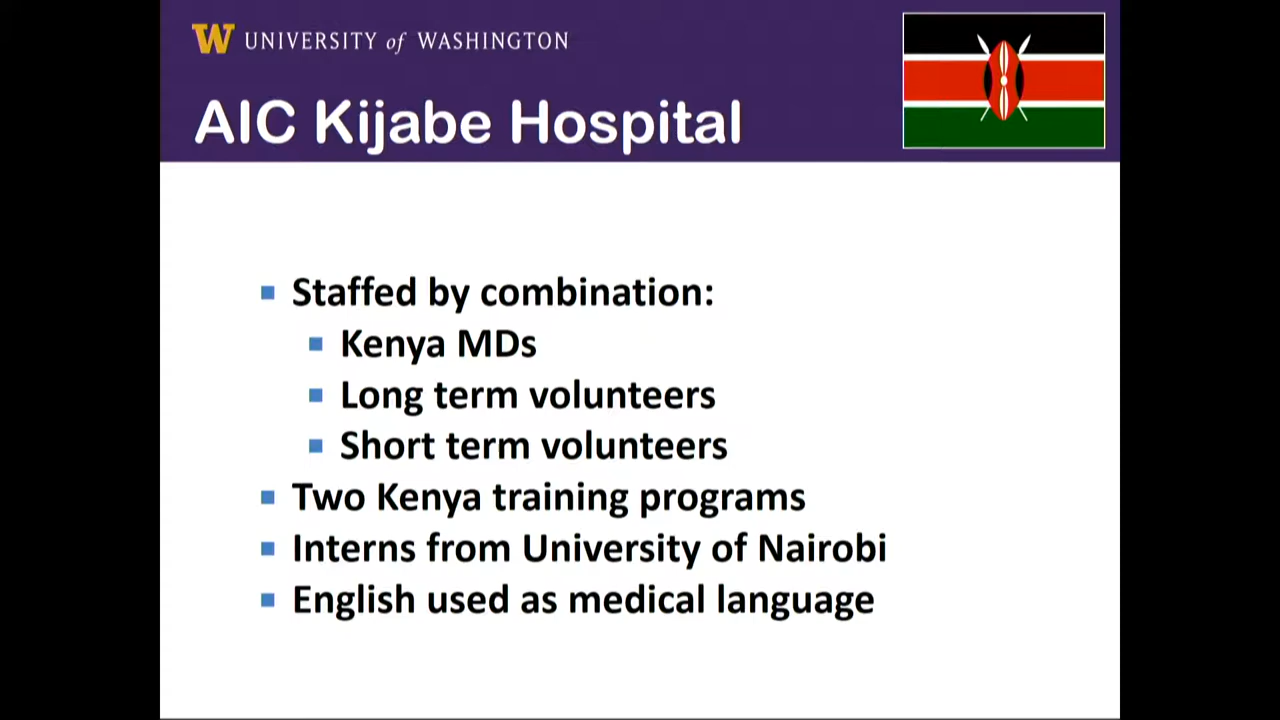 W UNIVERSITY of WASHINGTON
AIC Kijabe Hospital
Staffed by combination:
Kenya MDs
Long term volunteers
Short term volunteers
Two Kenya training programs
Interns from University of Nairobi
English used as medical language